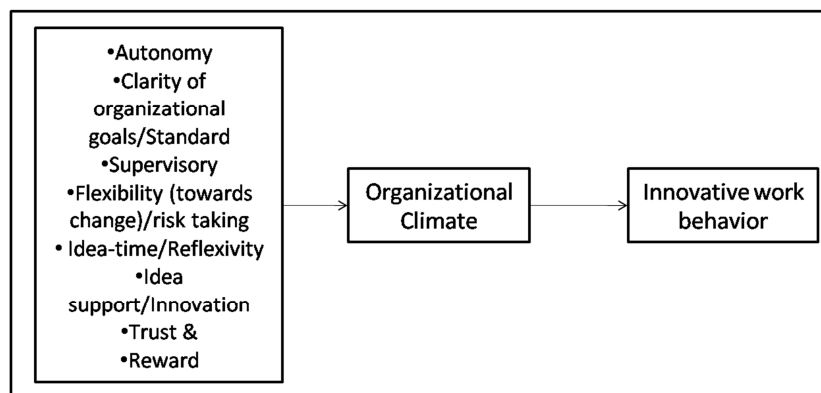 •Autonomy
•Clarity of
organizational
goals/Standard
•Supervisory
•Flexibility (towards
change)/risk taking
• Idea-time/Reflexivity
•Idea
support/Innovation
•Trust &
•Reward
Organizational
Climate
Innovative work
behavior